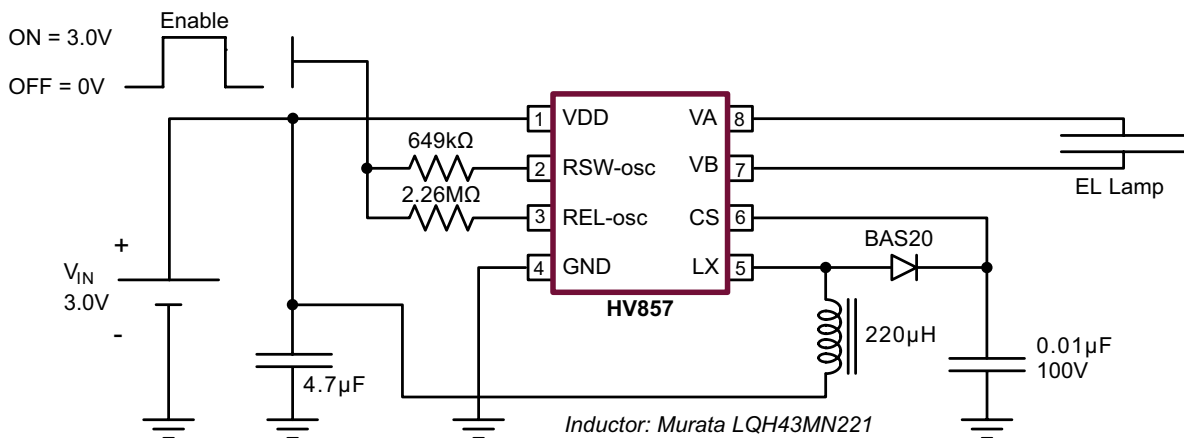 Enable
ON = 3.0V
OFF = 0V
1 VDD
VA 8
649kΩ
2 RSW-osc
VB 7
2.26MΩ
EL Lamp
3 REL-osc
CS 6
BAS20
+
VIN
3.0V
-
4 GND
LX 5
HV857
220µH
0.01µF
100V
4.7µF
Inductor: Murata LQH43MN221